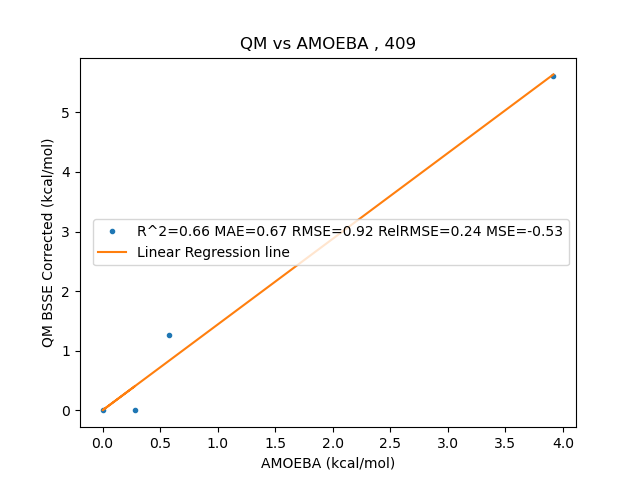 QM vs AMOEBA , 409
QM BSSE Corrected (kcal/mol)
5
4
3
2
1
0
R^2=0.66 MAE=0.67 RMSE=0.92 RelRMSE=0.24 MSE=-0.53
Linear Regression line
0.0 0.5 1.0 1.5 2.0 2.5 3.0 3.5 4.0
AMOEBA (kcal/mol)